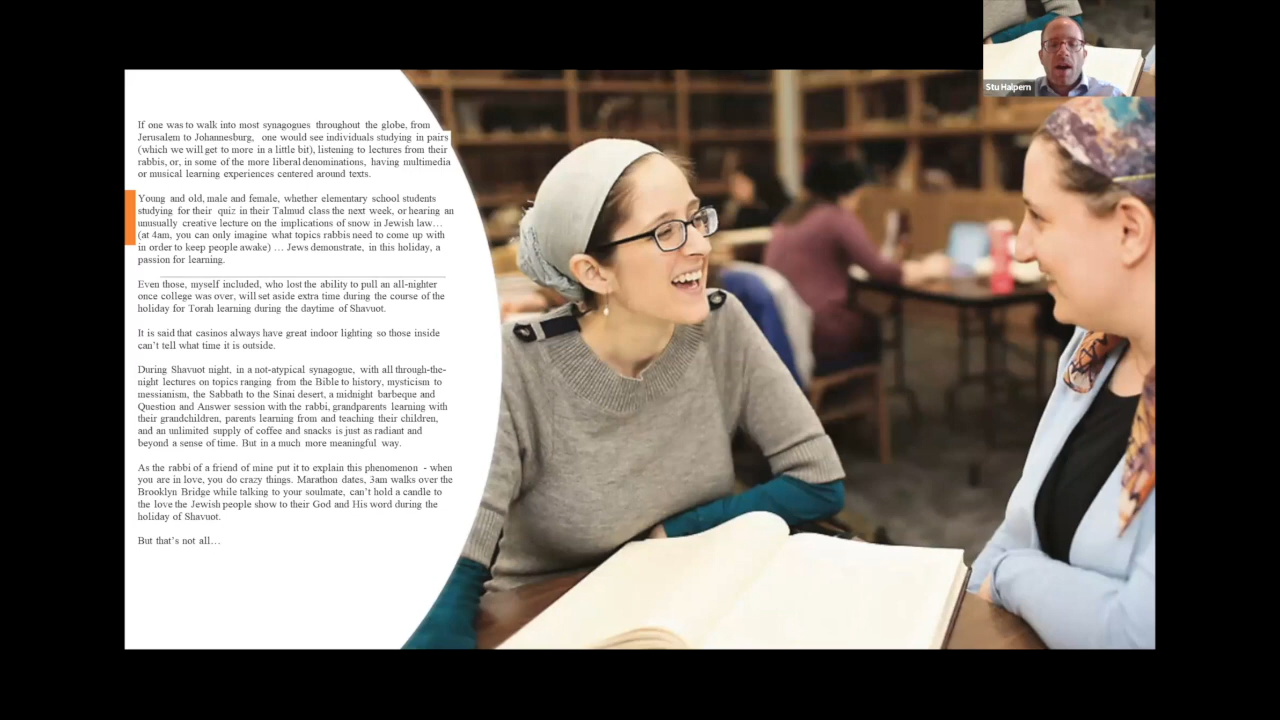 If one was to walk into most synagogues throughout the globe, from
Jerusalem to Johannesburg, one would see individuals studying in pairs
(which we will get to more in a little bit), listening to lectures from their
rabbis, or, in some of the more liberal denominations, having multimedia
or musical learning experiences centered around texts.
Young and old, male and female, whether elementary school students
studying for their quiz in their Talmud class the next week, or hearing an
unusually creative lecture on the implications of snow in Jewish law…
(at 4am, you can only imagine what topics rabbis need to come up with
in order to keep people awake) … Jews demonstrate, in this holiday, a
passion for learning.
Even those, myself included, who lost the ability to pull an all-nighter
once college was over, will set aside extra time during the course of the
holiday for Torah learning during the daytime of Shavuot.
It is said that casinos always have great indoor lighting so those inside
can't tell what time it is outside.
During Shavuot night, in a not-atypical synagogue, with all through-the-
night lectures on topics ranging from the Bible to history, mysticism to
messianism, the Sabbath to the Sinai desert, a midnight barbeque and
Question and Answer session with the rabbi, grandparents learning with
their grandchildren, parents learning from and teaching their children,
and an unlimited supply of coffee and snacks is just as radiant and
beyond a sense of time. But in a much more meaningful way.
As the rabbi of a friend of mine put it to explain this phenomenon - when
you are in love, you do crazy things. Marathon dates, 3am walks over the
Brooklyn Bridge while talking to your soulmate, can't hold a candle to
the love the Jewish people show to their God and His word during the
holiday of Shavuot.
But that's not all…
Stu Halpern